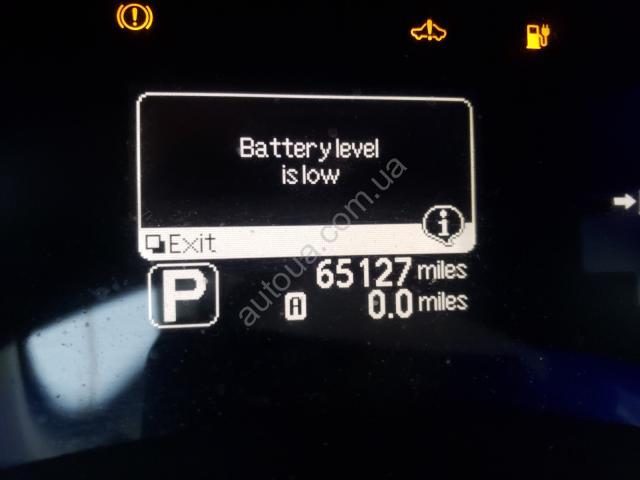 Battery level
is low
Exit
P
65127 miles
A 0.0 miles
autoua.com.ua